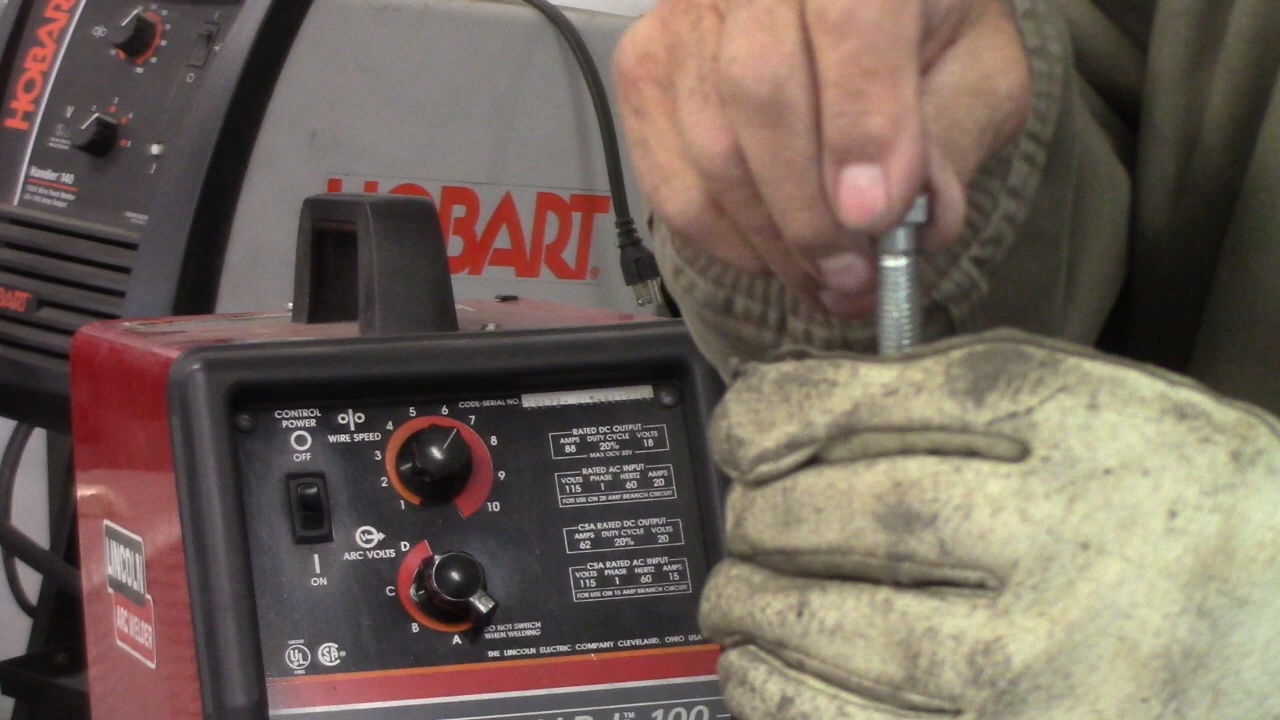 HOBART
%
V
Handler 140
HOBART
HOBART
CONTROL
POWER
OFF
ON
WIRE SPEED
1
2
3
4
5
6
7
8
9
10
CODE-SERIAL NO.
RATED DC OUTPUT
AMPS DUTY CYCLE VOLTS
88 20% 18
MAX OCV 32V
RATED AC INPUT
VOLTS PHASE HERTZ AMPS
115 1 60 20
FOR USE ON 20 AMP BRANCH CIRCUIT
ARC VOLTS
V
D
C
B
A
DO NOT SWITCH
WHEN WELDING
CSA RATED DC OUTPUT
AMPS DUTY CYCLE VOLTS
62 20% 20
CSA RATED AC INPUT
VOLTS PHASE HERTZ AMPS
115 1 60 15
FOR USE ON 15 AMP BRANCH CIRCUIT
LISTED
UL
SA
THE LINCOLN ELECTRIC COMPANY CLEVELAND, OHIO USA
LINCOLN
ARC WELDER
100